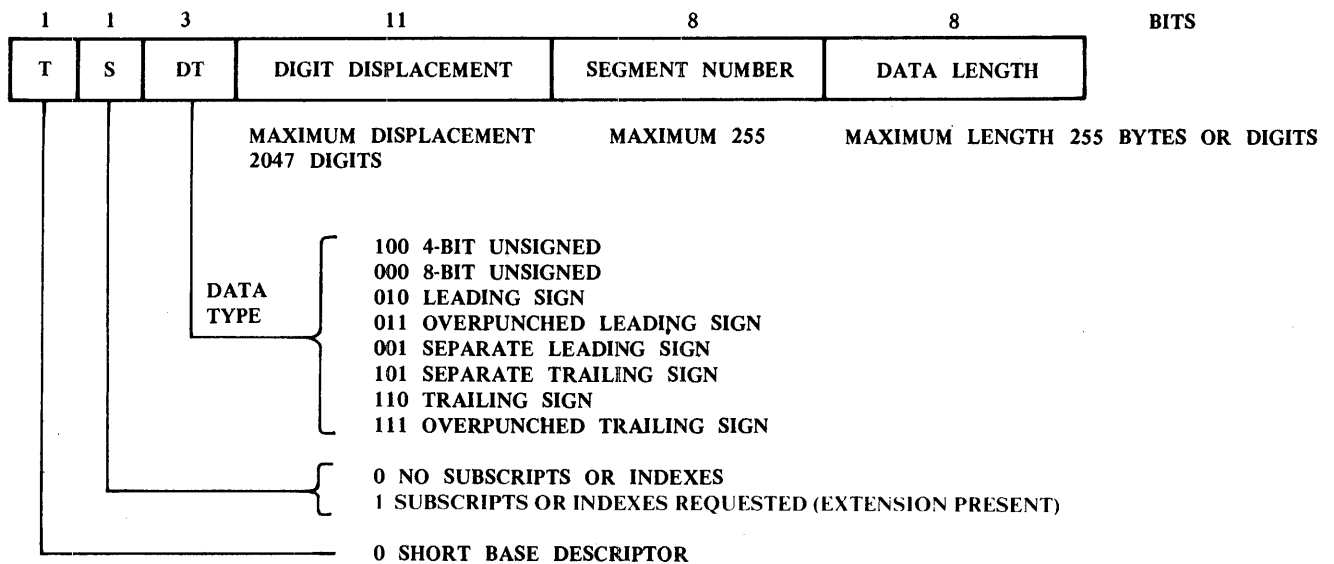 1 1 3 11 8 8 BITS
T S DT DIGIT DISPLACEMENT SEGMENT NUMBER DATA LENGTH
MAXIMUM DISPLACEMENT MAXIMUM 255 MAXIMUM LENGTH 255 BYTES OR DIGITS
2047 DIGITS
DATA
TYPE
100 4-BIT UNSIGNED
000 8-BIT UNSIGNED
010 LEADING SIGN
011 OVERPUNCHED LEADING SIGN
001 SEPARATE LEADING SIGN
101 SEPARATE TRAILING SIGN
110 TRAILING SIGN
111 OVERPUNCHED TRAILING SIGN
0 NO SUBSCRIPTS OR INDEXES
1 SUBSCRIPTS OR INDEXES REQUESTED (EXTENSION PRESENT)
0 SHORT BASE DESCRIPTOR